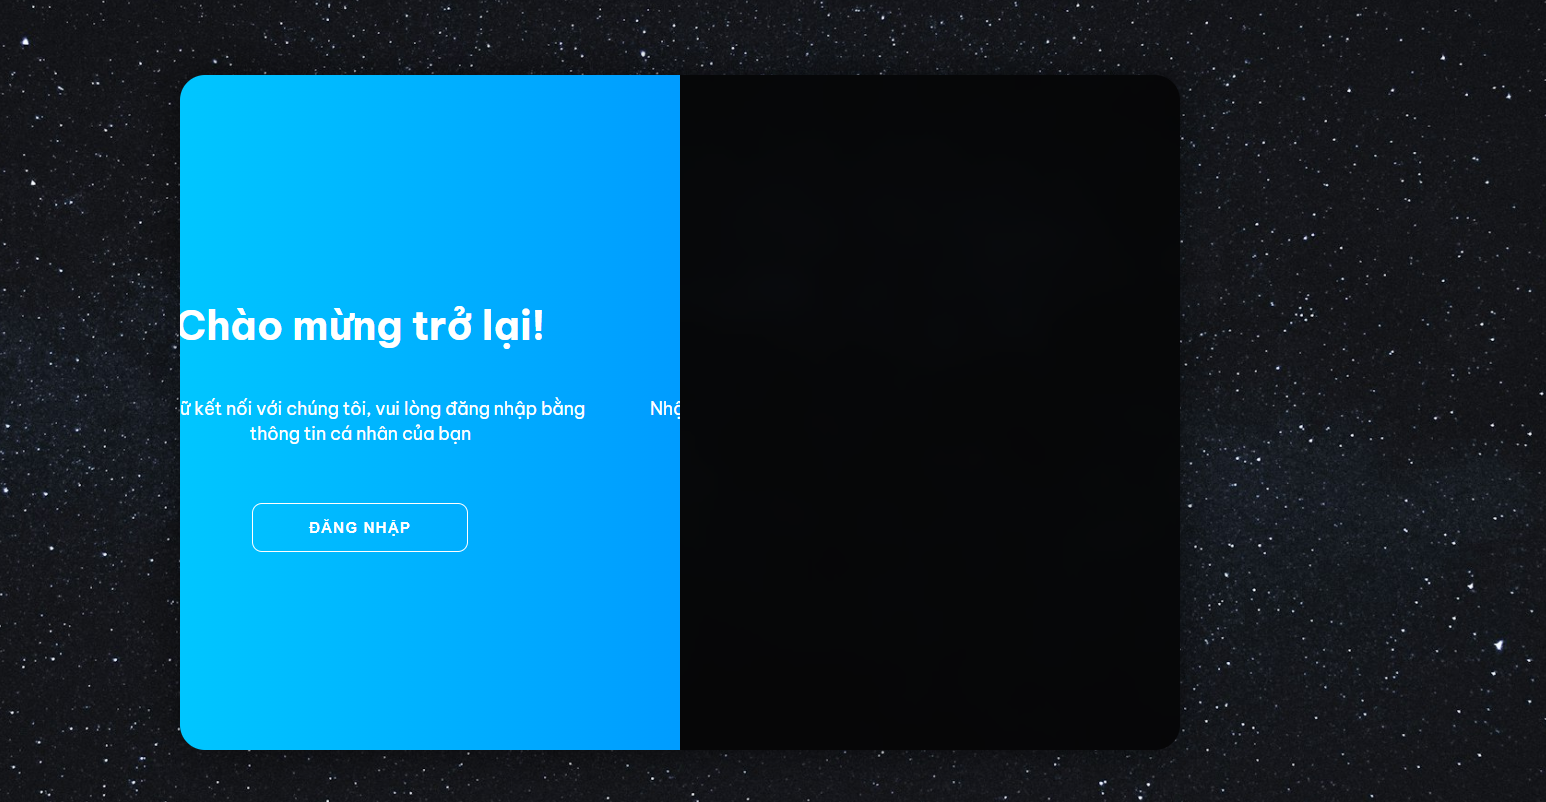 Chào mừng trở lại!
ữ kết nối với chúng tôi, vui lòng đăng nhập bằng
thông tin cá nhân của bạn
Nhậ
ĐĂNG NHẬP